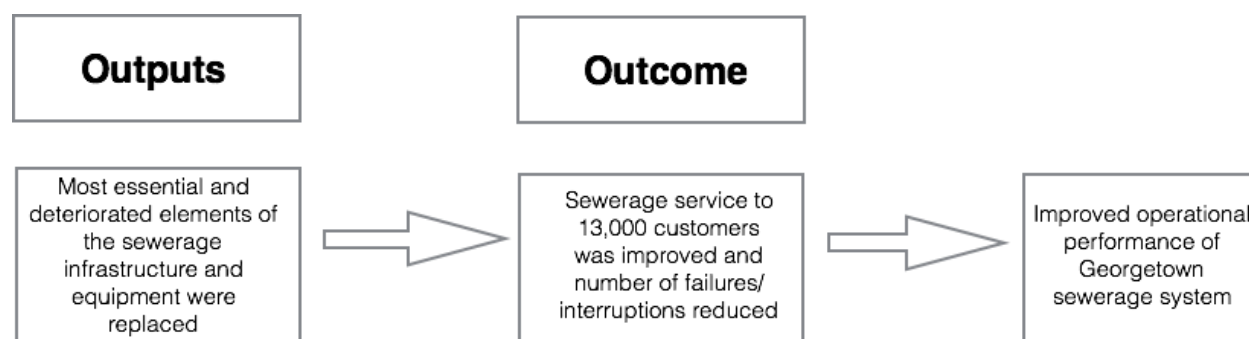 Outputs
Outcome
Most essential and
deteriorated elements of
the sewerage
infrastructure and
equipment were
replaced
Sewerage service to
13,000 customers
was improved and
number of failures/
interruptions reduced
Improved operational
performance of
Georgetown
sewerage system